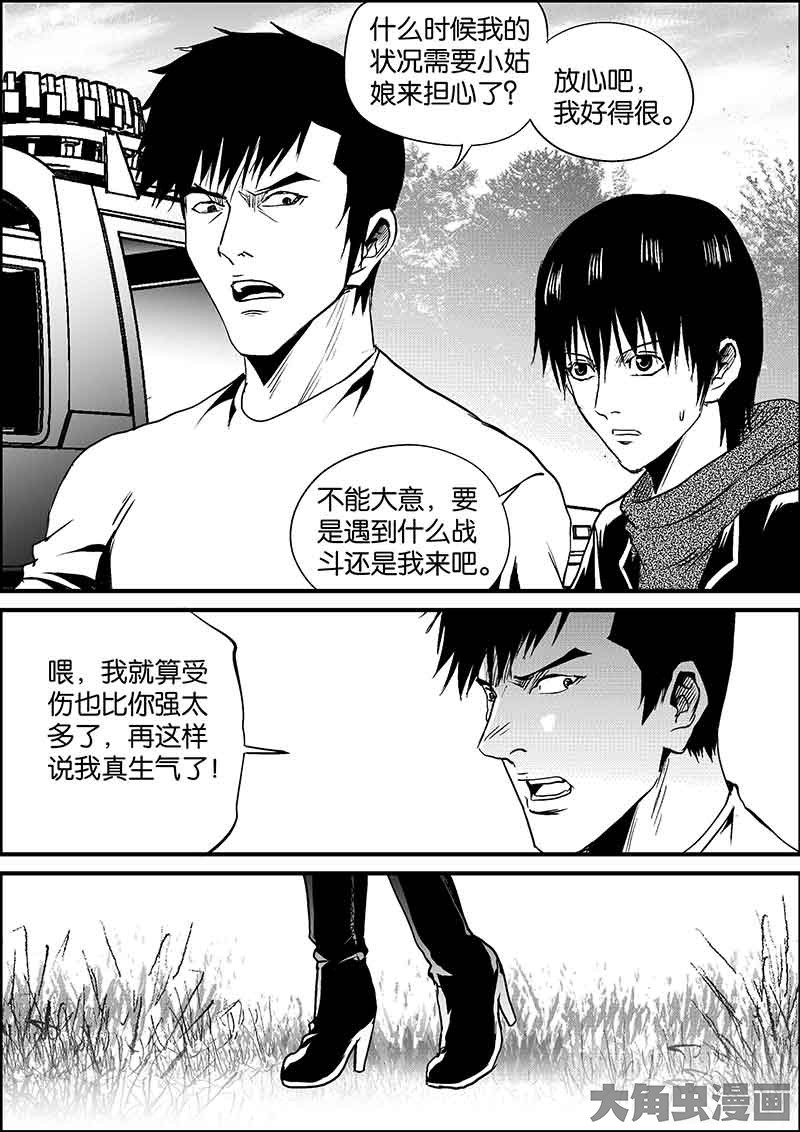 什么时候我的
状况需要小姑
娘来担心了？
放心吧，
我好得很。
不能大意，要
是遇到什么战
斗还是我来吧。
喂，我就算受
伤也比你强太
多了，再这样
说我真生气了！
大角虫漫画